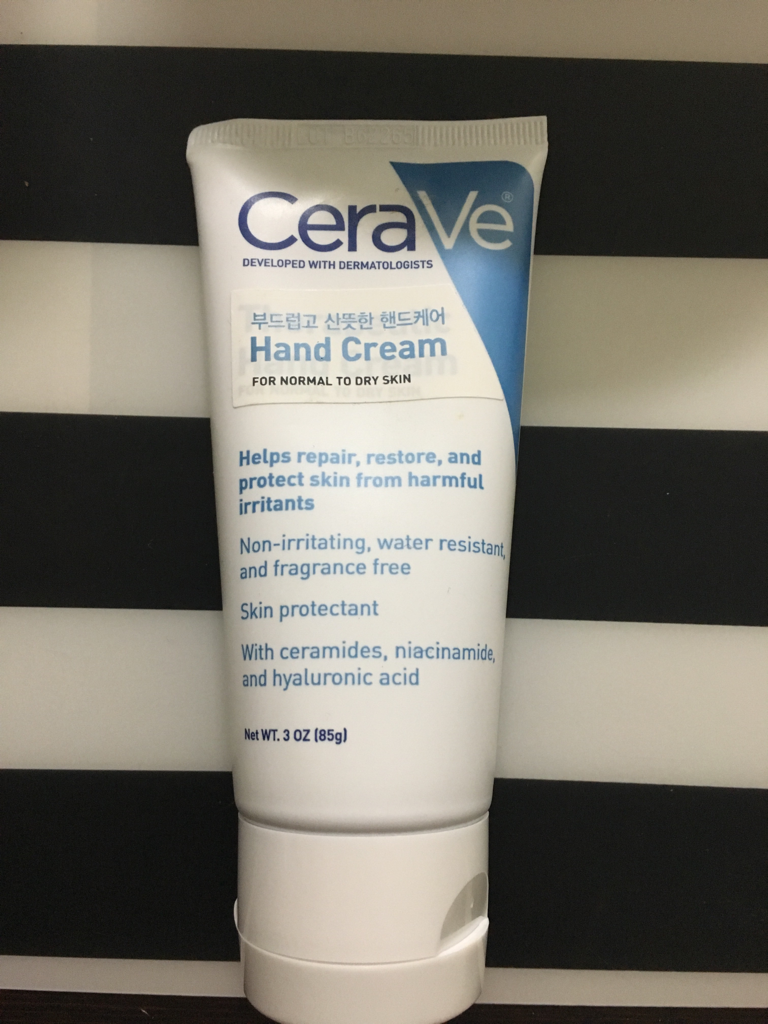 CeraVe®
DEVELOPED WITH DERMATOLOGISTS
부드럽고 산뜻한 핸드케어
Hand Cream
FOR NORMAL TO DRY SKIN
Helps repair, restore, and
protect skin from harmful
irritants
Non-irritating, water resistant,
and fragrance free
Skin protectant
With ceramides, niacinamide,
and hyaluronic acid
Net WT. 3 OZ (85g)